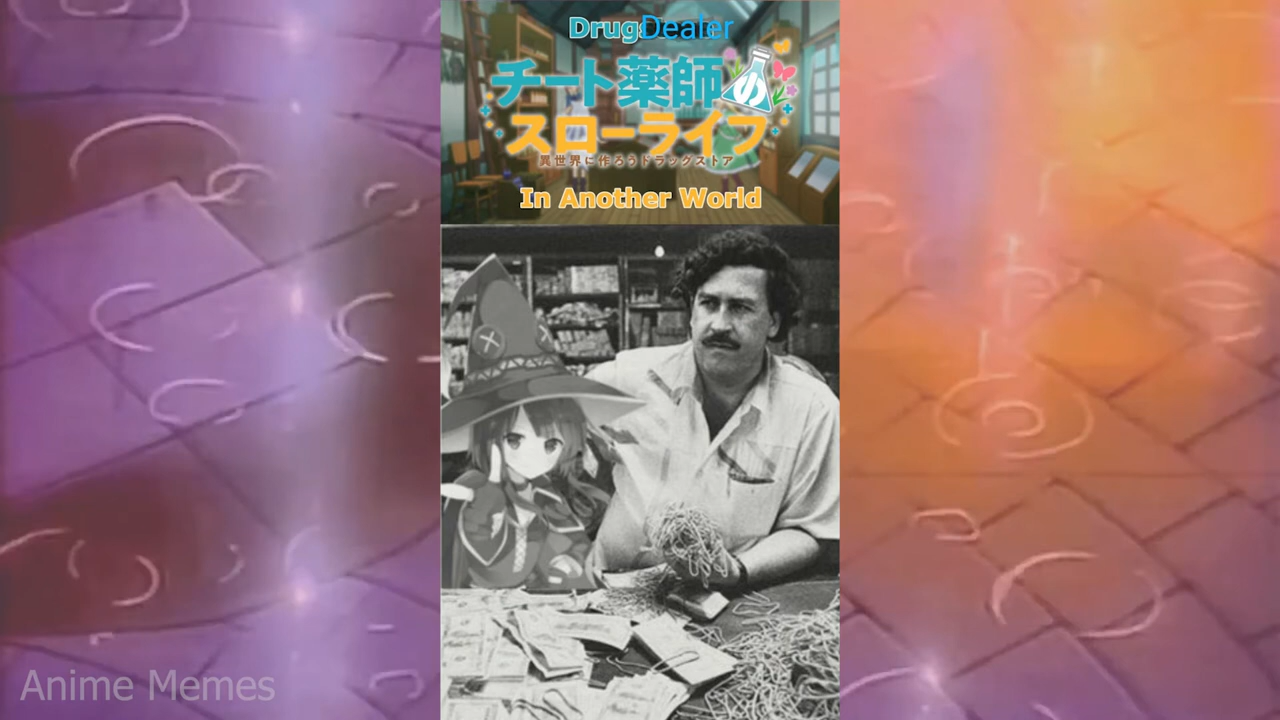 DrugDealer
チート薬師の
スローライフ
異世界に作ろうドラッグストア
In Another World
Anime Memes